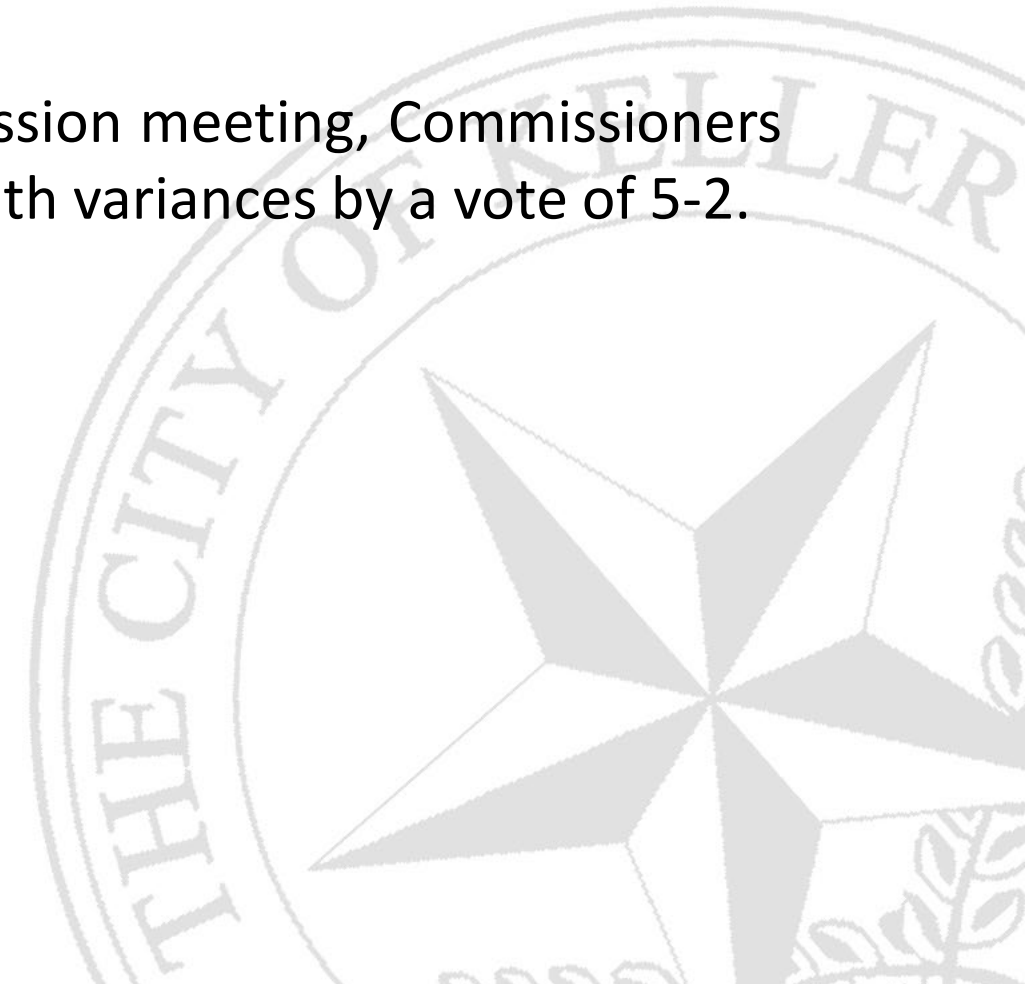 ssion meeting, Commissioners
th variances by a vote of 5-2.
THE CITY OF KELLER